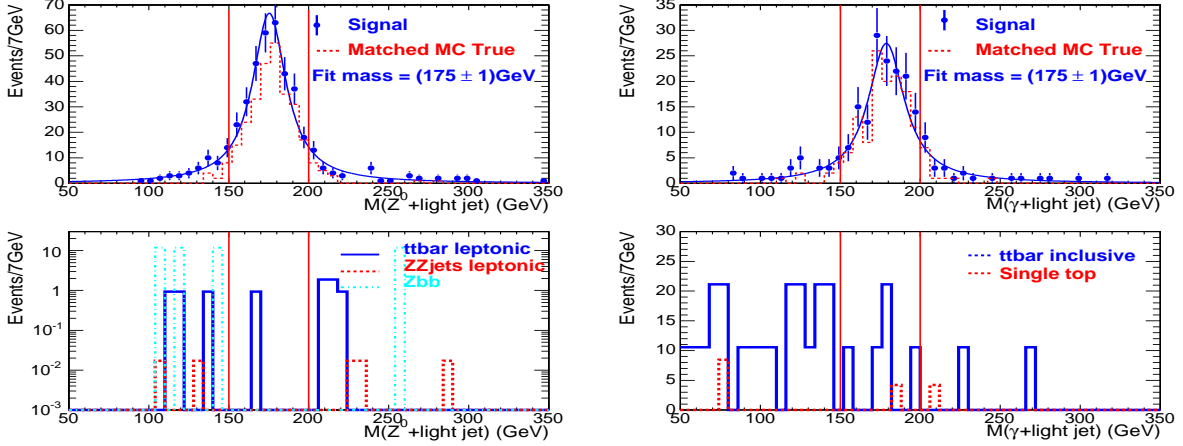 Events/7GeV
70
60
50
40
30
20
10
0
Signal
Matched MC True
Fit mass = (175 ± 1)GeV
50 100 150 200 250 300 350
M(Z⁰+light jet) (GeV)
Events/7GeV
35
30
25
20
15
10
5
0
Signal
Matched MC True
Fit mass = (175 ± 1)GeV
50 100 150 200 250 300 350
M(γ+light jet) (GeV)
Events/7GeV
10
1
10⁻¹
10⁻²
10⁻³
ttbar leptonic
ZZjets leptonic
Zbb
50 100 150 200 250 300 350
M(Z⁰+light jet) (GeV)
Events/7GeV
30
25
20
15
10
5
0
ttbar inclusive
Single top
50 100 150 200 250 300 350
M(γ+light jet) (GeV)